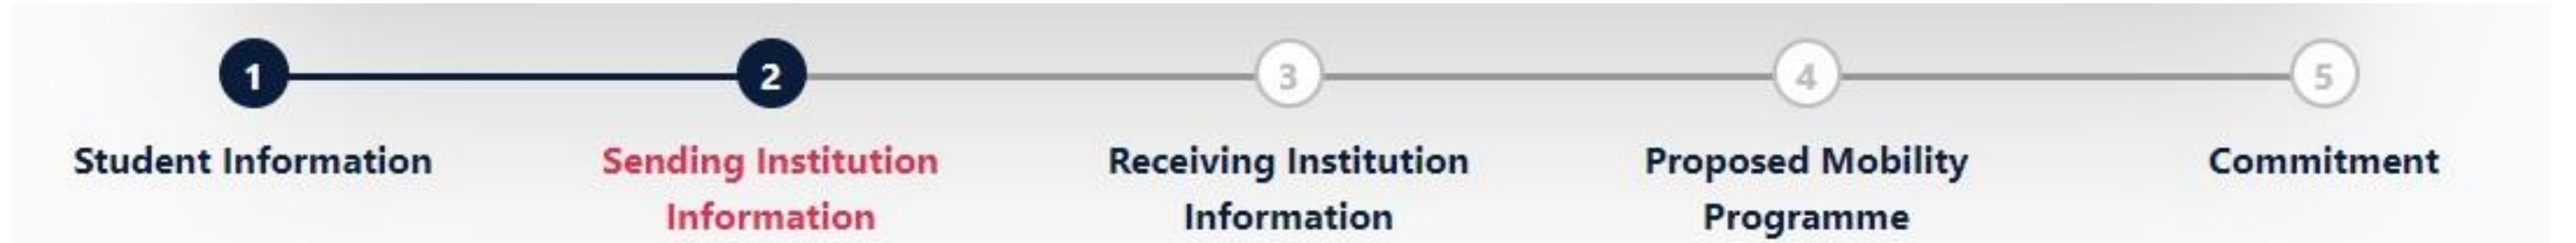 1 2 3 4 5
Student Information Sending Institution Receiving Institution Proposed Mobility Commitment
Information Information Programme